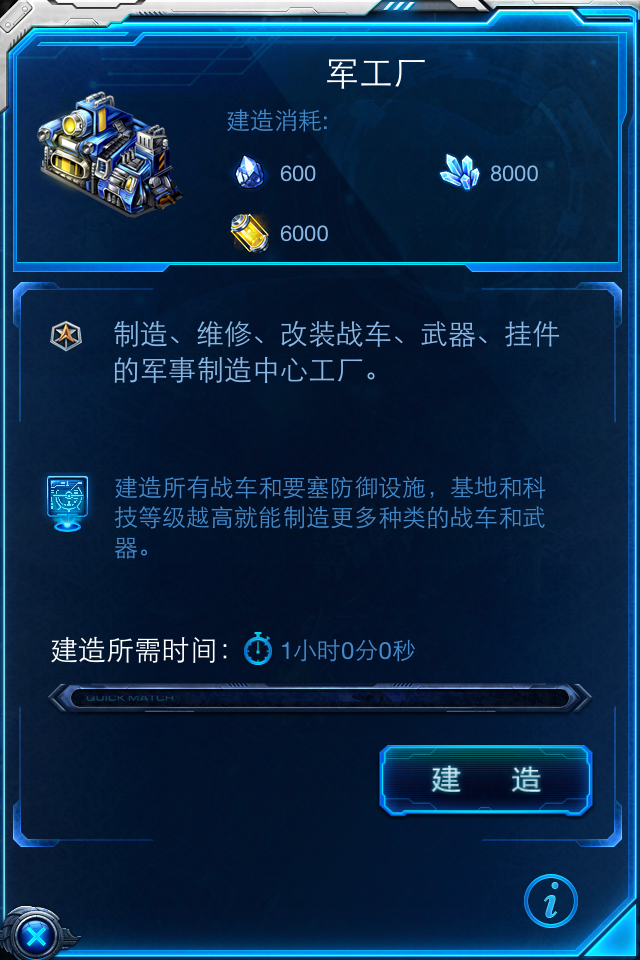 军工厂
建造消耗:
600 8000
6000
制造、维修、改装战车、武器、挂件
的军事制造中心工厂。
建造所有战车和要塞防御设施，基地和科
技等级越高就能制造更多种类的战车和武
器。
建造所需时间： 1小时0分0秒
QUICK MATCH
建 造
i